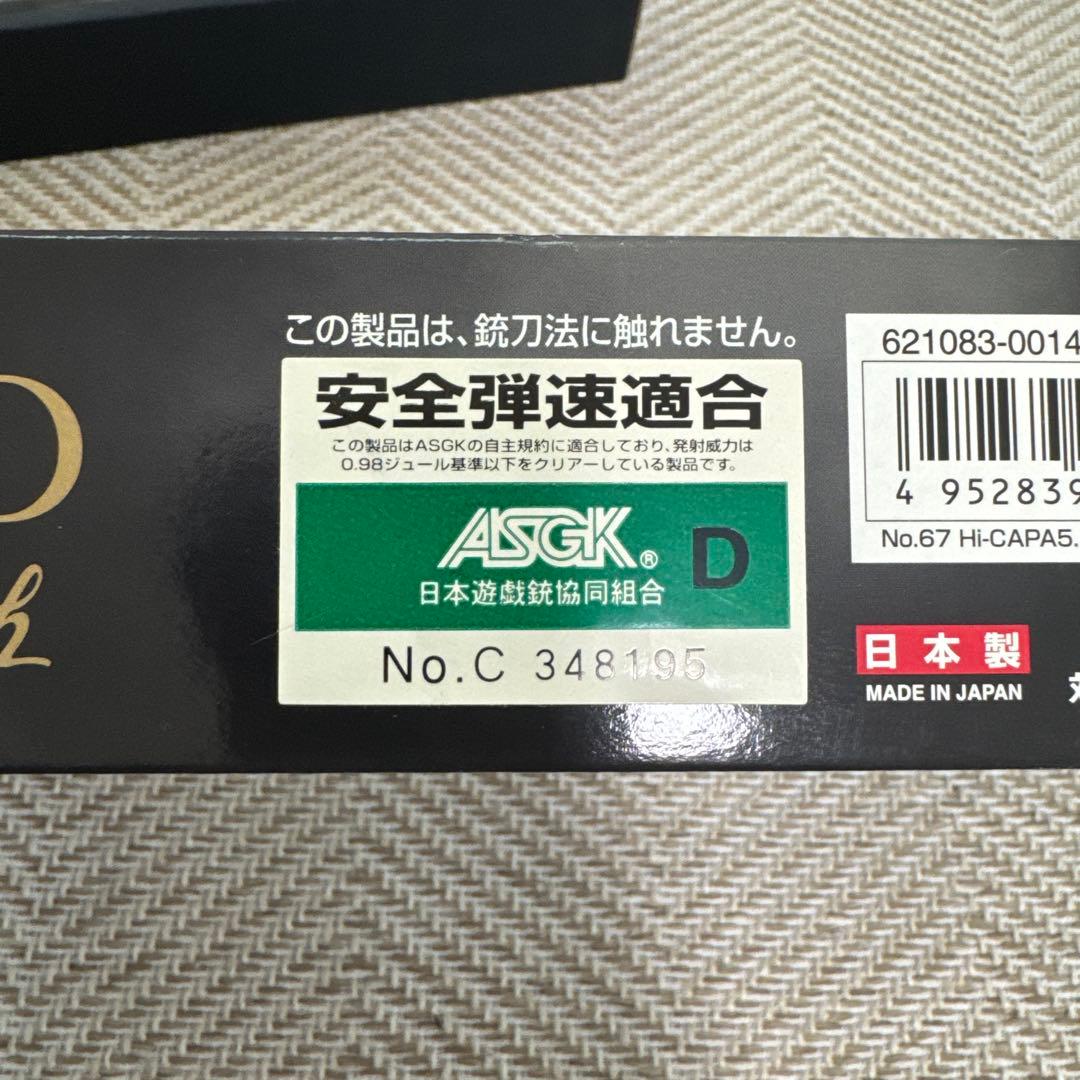 この製品は、銃刀法に触れません。
安全弾速適合
この製品はASGKの自主規約に適合しており、発射威力は
0.98ジュール基準以下をクリアーしている製品です。
ASGK® D
日本遊戯銃協同組合
No.C 348195
621083-0014
4 952839
No.67 Hi-CAPA5.
日本製
MADE IN JAPAN